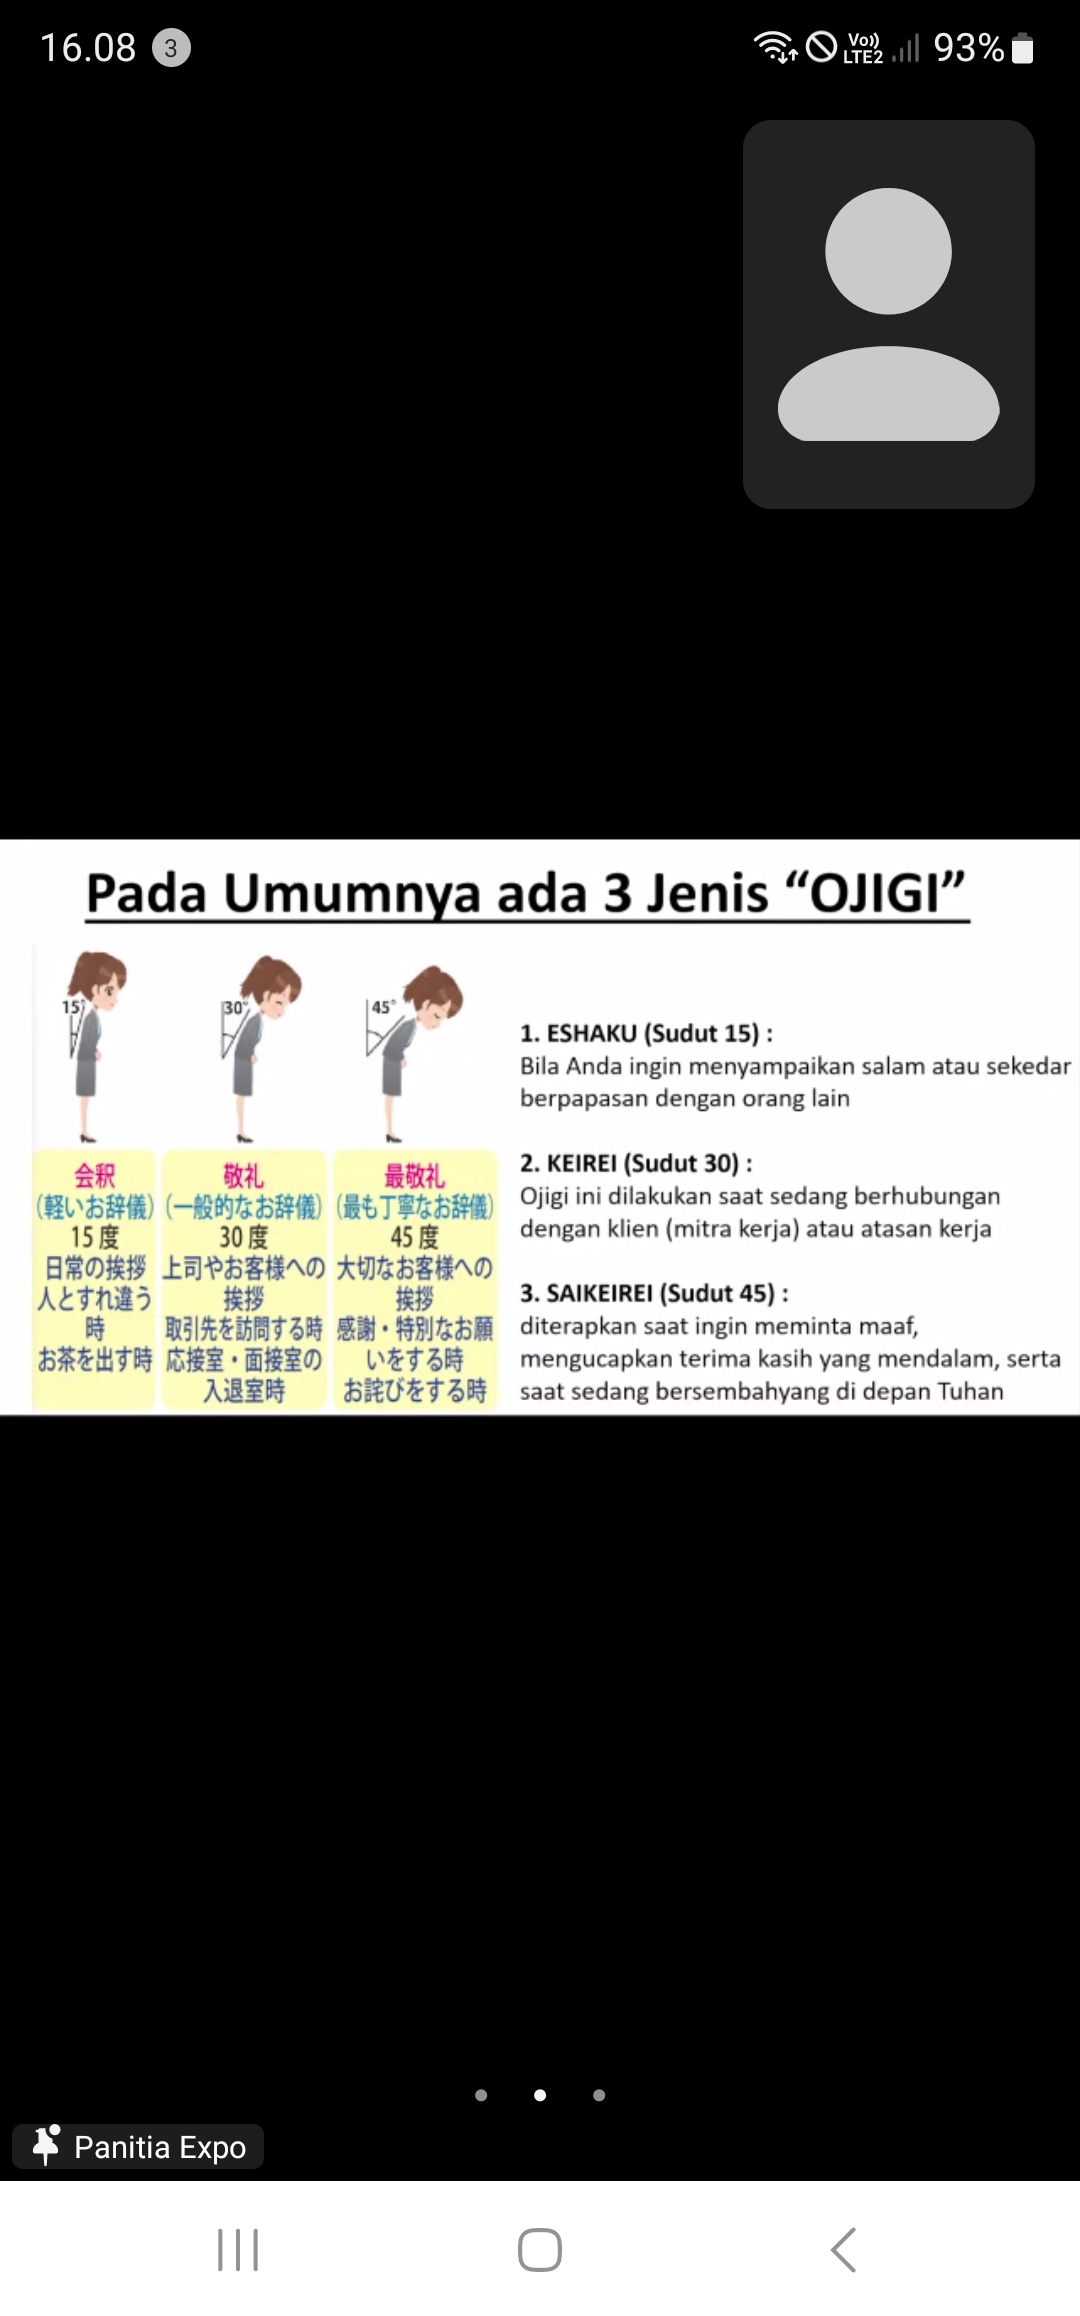 16.08 3
Vo))
LTE2 93%
Pada Umumnya ada 3 Jenis “OJIGI”
15°
30°
45°
会釈
(軽いお辞儀)
15度
日常の挨拶
人とすれ違う
時
お茶を出す時
敬礼
(一般的なお辞儀)
30度
上司やお客様への
挨拶
取引先を訪問する時
応接室・面接室の
入退室時
最敬礼
(最も丁寧なお辞儀)
45度
大切なお客様への
挨拶
感謝・特別なお願
いをする時
お詫びをする時
1. ESHAKU (Sudut 15) :
Bila Anda ingin menyampaikan salam atau sekedar
berpapasan dengan orang lain
2. KEIREI (Sudut 30) :
Ojigi ini dilakukan saat sedang berhubungan
dengan klien (mitra kerja) atau atasan kerja
3. SAIKEIREI (Sudut 45) :
diterapkan saat ingin meminta maaf,
mengucapkan terima kasih yang mendalam, serta
saat sedang bersembahyang di depan Tuhan
Panitia Expo